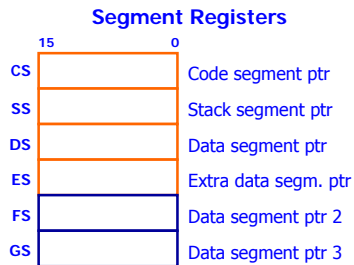 Segment Registers
15 0
CS Code segment ptr
SS Stack segment ptr
DS Data segment ptr
ES Extra data segm. ptr
FS Data segment ptr 2
GS Data segment ptr 3